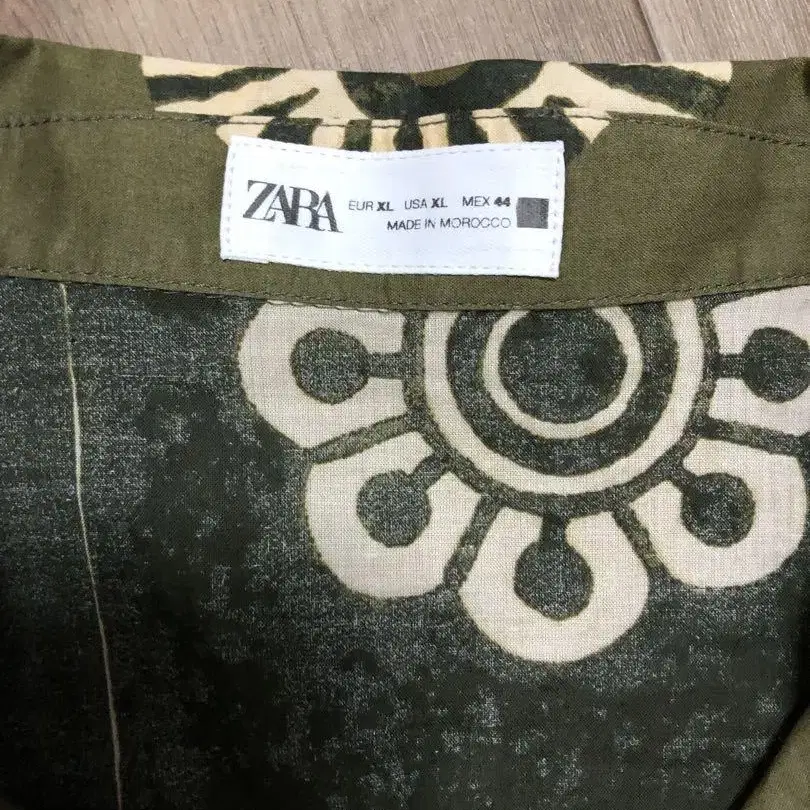 ZARA EUR XL USA XL MEX 44
MADE IN MOROCCO